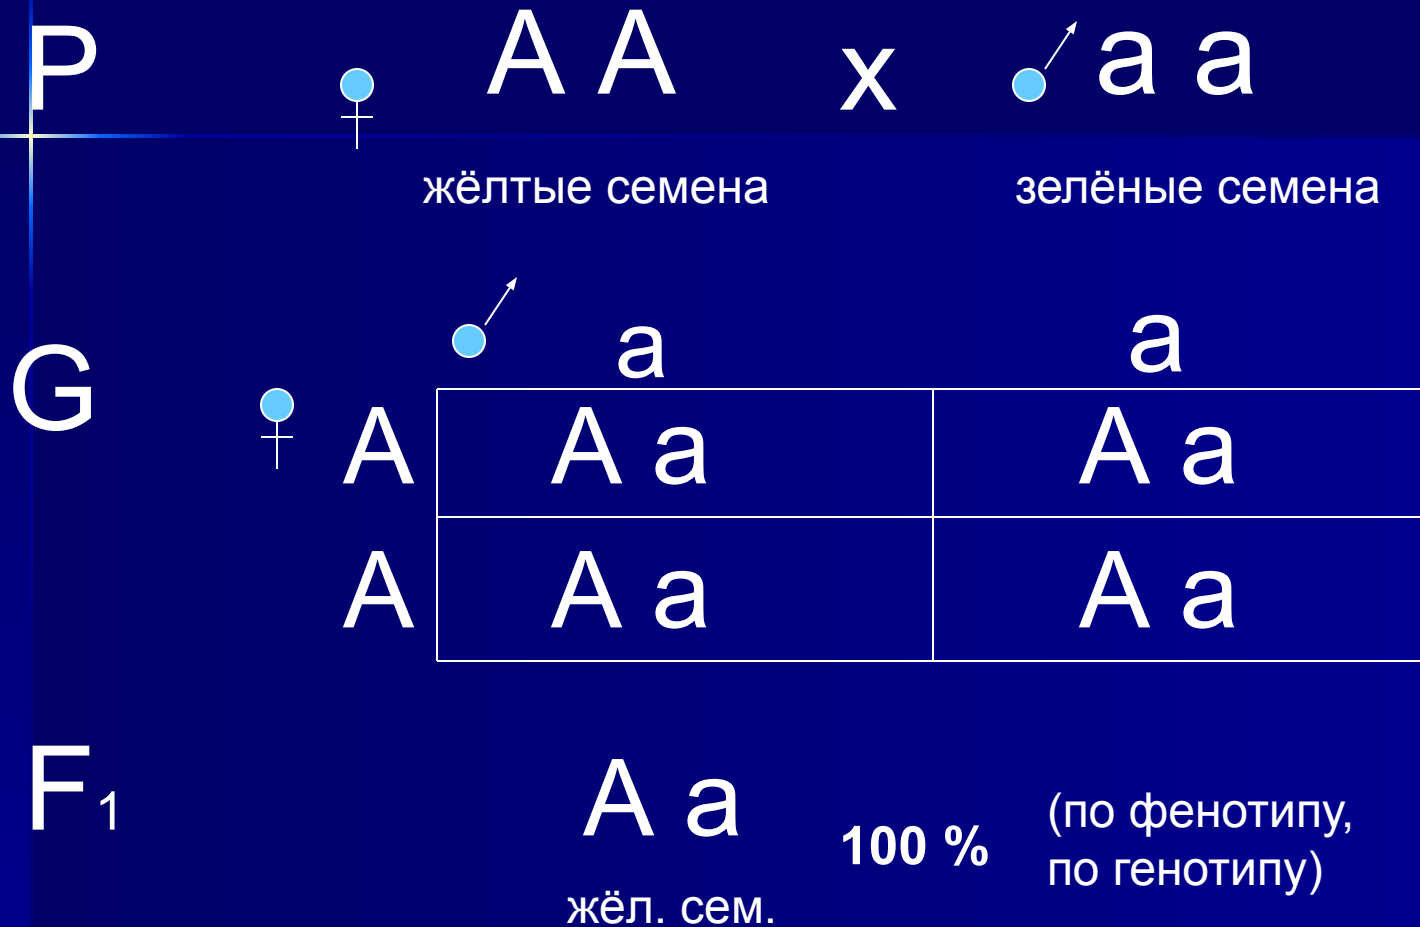 P А А х а а
жёлтые семена зелёные семена
а а
G А А а А а
А А а А а
F1 А а 100 % (по фенотипу,
по генотипу)
жёл. сем.